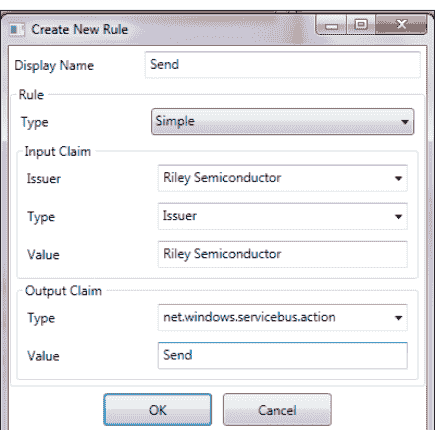 Create New Rule
Display Name Send
Rule
Type Simple
Input Claim
Issuer Riley Semiconductor
Type Issuer
Value Riley Semiconductor
Output Claim
Type net.windows.servicebus.action
Value Send
OK Cancel